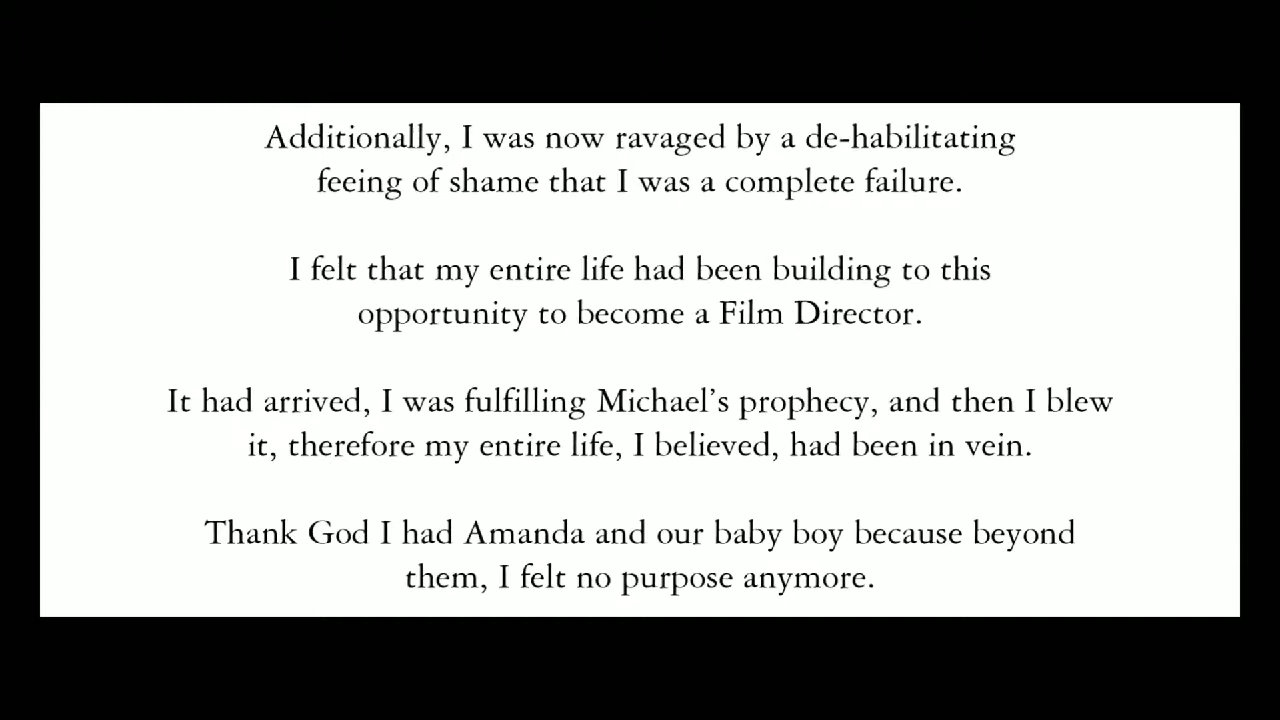 Additionally, I was now ravaged by a de-habilitating
feeing of shame that I was a complete failure.
I felt that my entire life had been building to this
opportunity to become a Film Director.
It had arrived, I was fulfilling Michael's prophecy, and then I blew
it, therefore my entire life, I believed, had been in vein.
Thank God I had Amanda and our baby boy because beyond
them, I felt no purpose anymore.